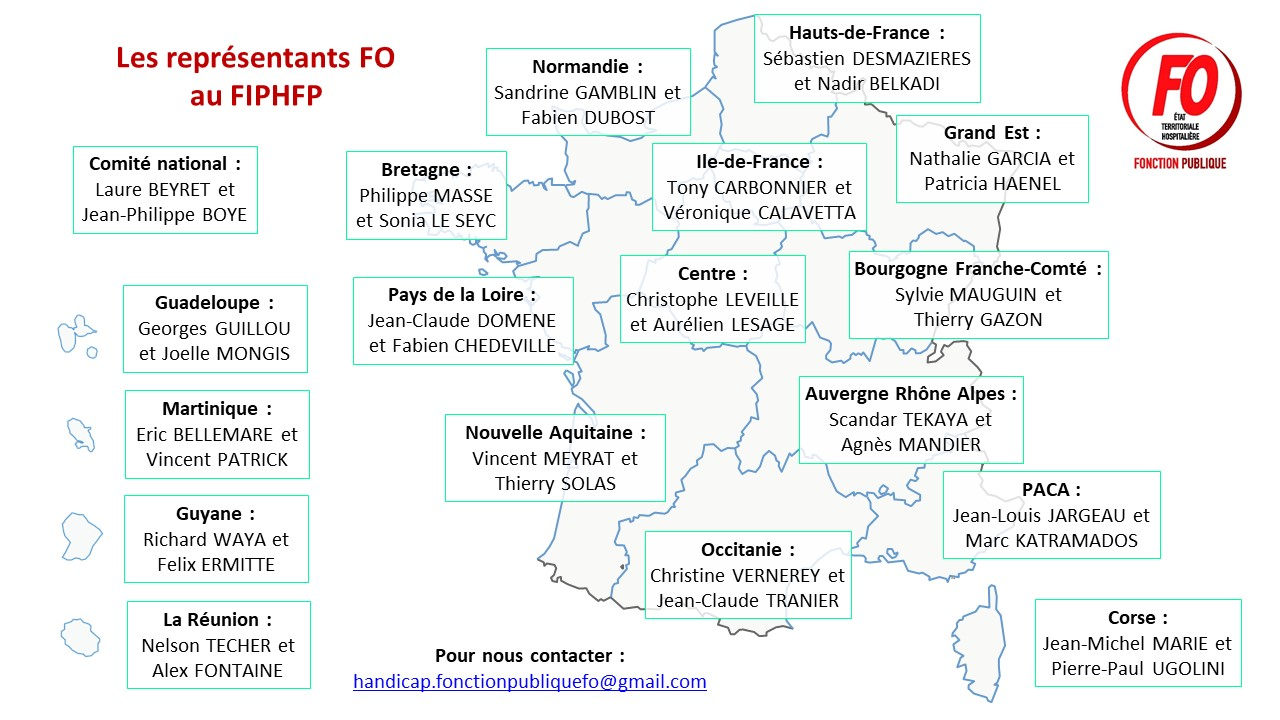 Les représentants FO
au FIPHFP
Hauts-de-France :
Sébastien DESMAZIERES
et Nadir BELKADI
FO
ÉTAT
TERRITORIALE
HOSPITALIÈRE
FONCTION PUBLIQUE
Normandie :
Sandrine GAMBLIN et
Fabien DUBOST
Grand Est :
Nathalie GARCIA et
Patricia HAENEL
Comité national :
Laure BEYRET et
Jean-Philippe BOYE
Bretagne :
Philippe MASSE
et Sonia LE SEYC
Ile-de-France :
Tony CARBONNIER et
Véronique CALAVETTA
Guadeloupe :
Georges GUILLOU
et Joelle MONGIS
Pays de la Loire :
Jean-Claude DOMENE
et Fabien CHEDEVILLE
Centre :
Christophe LEVEILLE
et Aurélien LESAGE
Bourgogne Franche-Comté :
Sylvie MAUGUIN et
Thierry GAZON
Martinique :
Eric BELLEMARE et
Vincent PATRICK
Nouvelle Aquitaine :
Vincent MEYRAT et
Thierry SOLAS
Auvergne Rhône Alpes :
Scandar TEKAYA et
Agnès MANDIER
Guyane :
Richard WAYA et
Felix ERMITTE
PACA :
Jean-Louis JARGEAU et
Marc KATRAMADOS
Occitanie :
Christine VERNEREY et
Jean-Claude TRANIER
La Réunion :
Nelson TECHER et
Alex FONTAINE
Corse :
Jean-Michel MARIE et
Pierre-Paul UGOLINI
Pour nous contacter :
handicap.fonctionpubliquefo@gmail.com